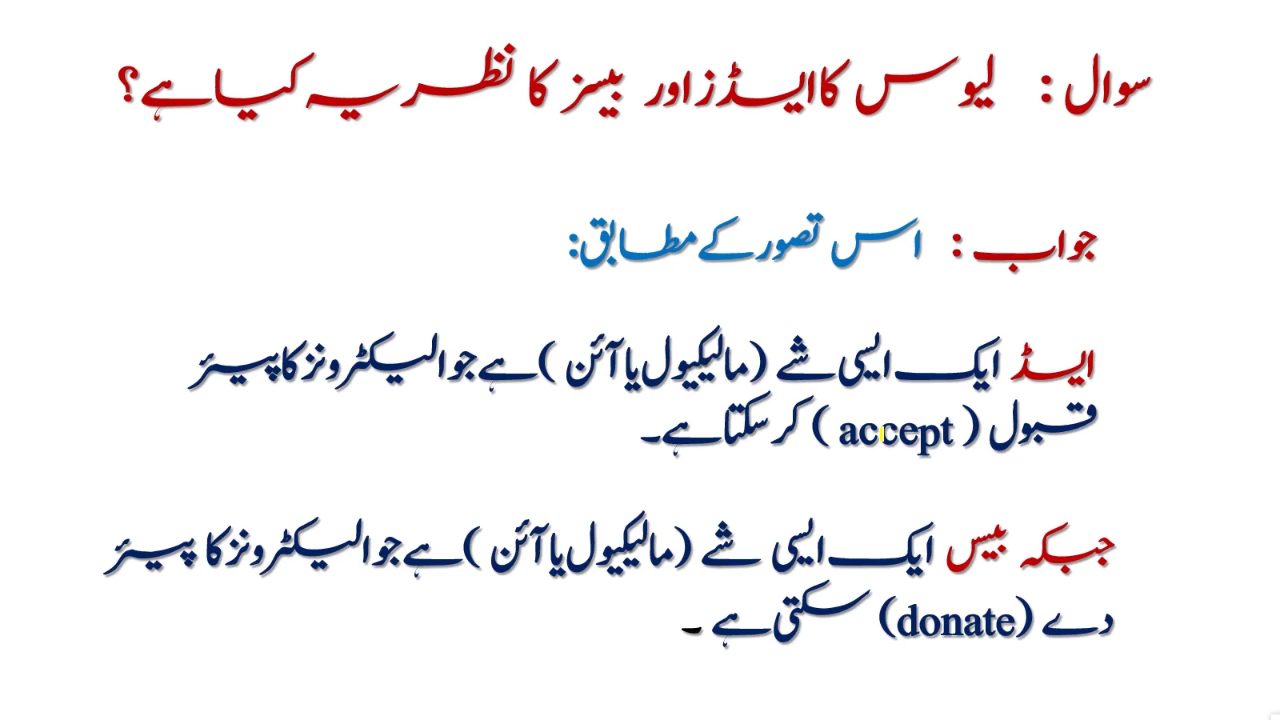 سوال : لیوس کا ایسڈز اور بیسز کا نظریہ کیا ہے؟
جواب : اس تصور کے مطابق:
ایسڈ ایک ایسی شے (مالیکیول یا آئن) ہے جو الیکٹرونز کا پیئر
قبول ( accept ) کر سکتا ہے۔
جبکہ بیس ایک ایسی شے (مالیکیول یا آئن) ہے جو الیکٹرونز کا پیئر
دے (donate) سکتی ہے ۔